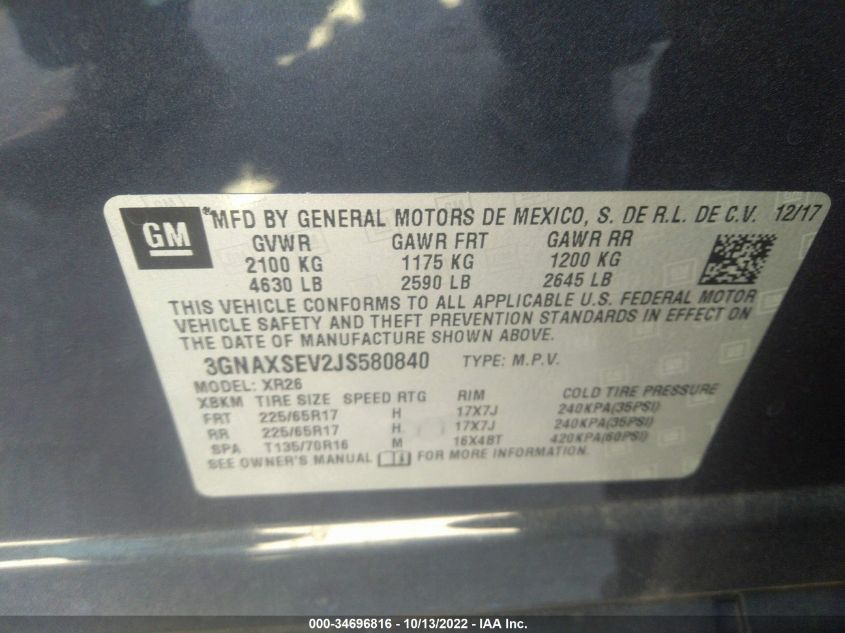 GM
*MFD BY GENERAL MOTORS DE MEXICO, S. DE R.L. DE C.V. 12/17
GVWR GAWR FRT GAWR RR
2100 KG 1175 KG 1200 KG
4630 LB 2590 LB 2645 LB
THIS VEHICLE CONFORMS TO ALL APPLICABLE U.S. FEDERAL MOTOR
VEHICLE SAFETY AND THEFT PREVENTION STANDARDS IN EFFECT ON
THE DATE OF MANUFACTURE SHOWN ABOVE.
3GNAXSEV2JS580840 TYPE: M.P.V.
MODEL: XR26
XBKM TIRE SIZE SPEED RTG RIM COLD TIRE PRESSURE
FRT 225/65R17 H 17X7J 240KPA(35PSI)
RR 225/65R17 H 17X7J 240KPA(35PSI)
SPA T135/70R16 M 16X4BT 420KPA(60PSI)
SEE OWNER'S MANUAL FOR MORE INFORMATION.
000-34696816 - 10/13/2022 - IAA Inc.